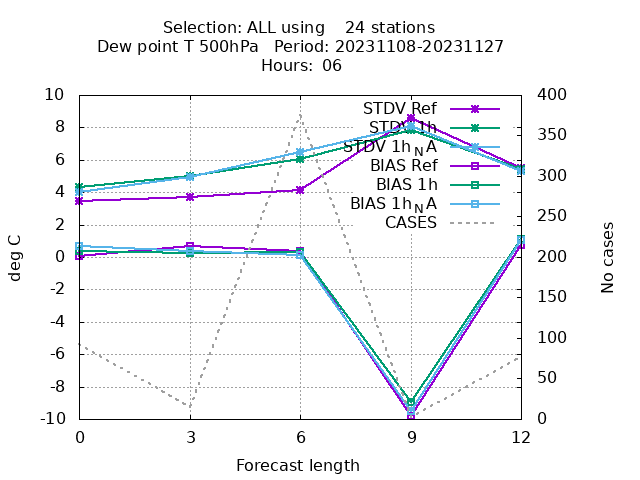 Selection: ALL using    24 stations
Dew point T 500hPa   Period: 20231108-20231127
Hours: 06
10
8
6
4
2
0
-2
-4
-6
-8
-10
400
350
300
250
200
150
100
50
0
deg C
No cases
STDV Ref
STDV 1h
STDV 1h_NA
BIAS Ref
BIAS 1h
BIAS 1h_NA
CASES
0 3 6 9 12
Forecast length